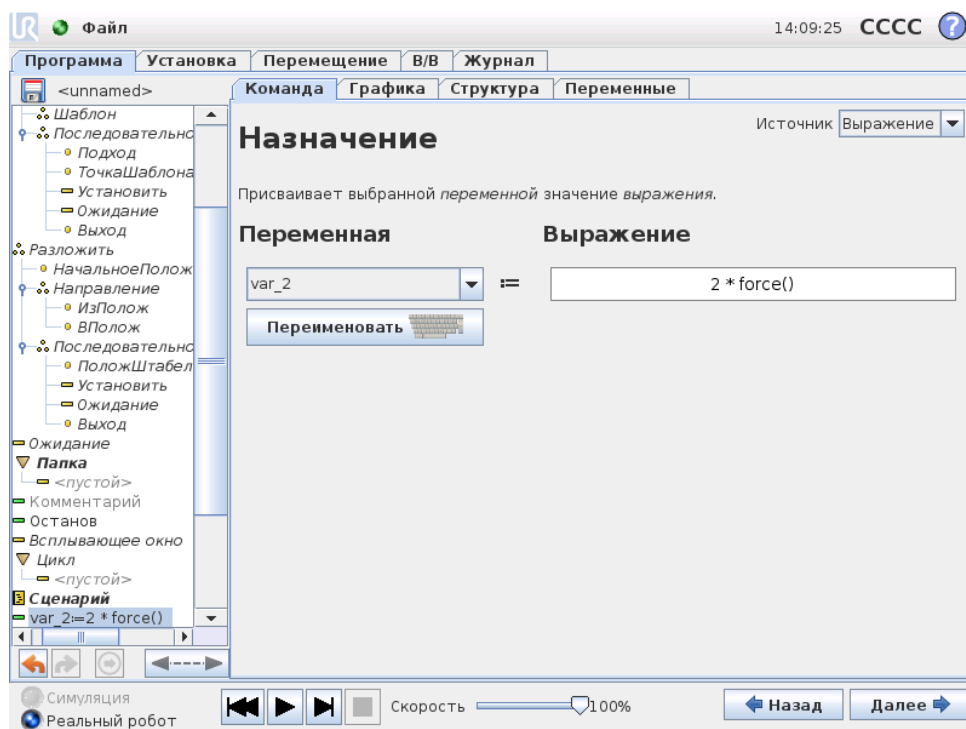 UR Файл 14:09:25 CCCC ?
Программа Установка Перемещение В/В Журнал
<unnamed>
Команда Графика Структура Переменные
Шаблон
Последовательно
Подход
ТочкаШаблона
Установить
Ожидание
Выход
Разложить
НачальноеПолож
Направление
ИзПолож
ВПолож
Последовательно
ПоложШтабел
Установить
Ожидание
Выход
Ожидание
Папка
<пустой>
Комментарий
Останов
Всплывающее окно
Цикл
<пустой>
Сценарий
var_2:=2 * force()
Назначение
Источник Выражение
Присваивает выбранной переменной значение выражения.
Переменная Выражение
var_2 := 2 * force()
Переименовать
Симуляция
Реальный робот
Скорость 100%
Назад Далее